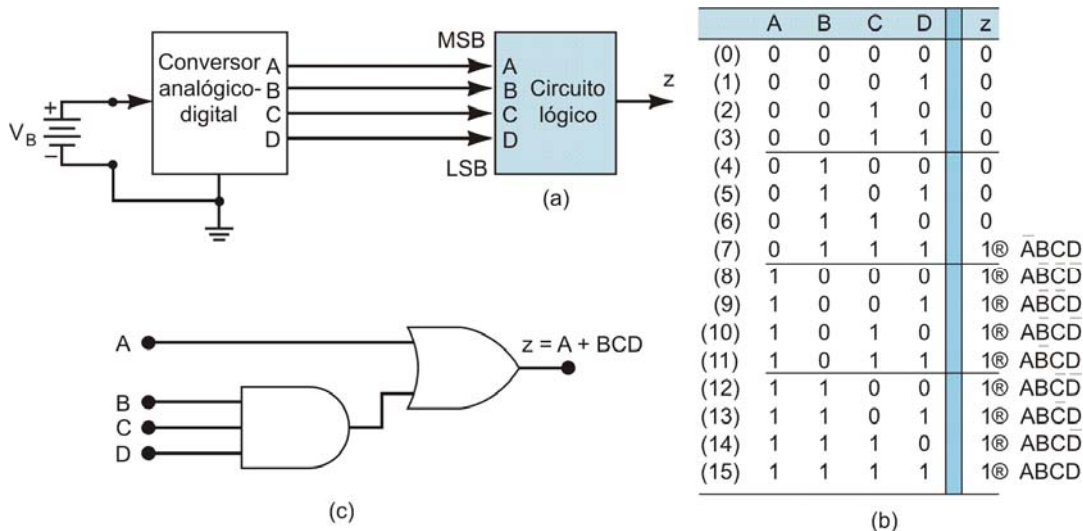 MSB
Conversor
analógico-
digital
A
B
C
D
+
V_B
−
A
B
C
D
Circuito
lógico
z
LSB
(a)
A
B
C
D
z = A + BCD
(c)
A B C D z
(0) 0 0 0 0 0
(1) 0 0 0 1 0
(2) 0 0 1 0 0
(3) 0 0 1 1 0
(4) 0 1 0 0 0
(5) 0 1 0 1 0
(6) 0 1 1 0 0
(7) 0 1 1 1 1® A̅BCD
(8) 1 0 0 0 1® AB̅C̅D̅
(9) 1 0 0 1 1® AB̅C̅D
(10) 1 0 1 0 1® AB̅CD̅
(11) 1 0 1 1 1® AB̅CD
(12) 1 1 0 0 1® ABC̅D̅
(13) 1 1 0 1 1® ABC̅D
(14) 1 1 1 0 1® ABCD̅
(15) 1 1 1 1 1® ABCD
(b)